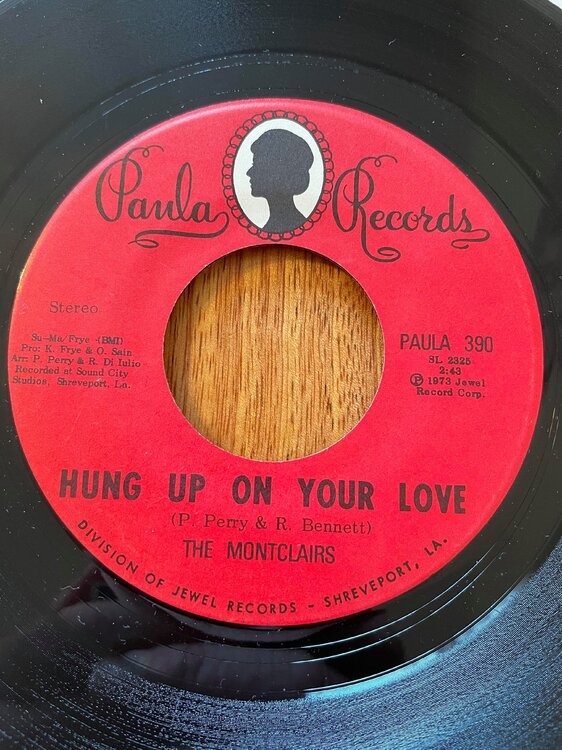 Paula Records
Stereo
Su-Ma/Frye -(BMI)
Pro: K. Frye & O. Sain
Arr: P. Perry & R. Di Iulio
Recorded at Sound City
Studios, Shreveport, La.
PAULA 390
SL 2325
2:43
Ⓟ 1973 Jewel
Record Corp.
HUNG UP ON YOUR LOVE
(P. Perry & R. Bennett)
THE MONTCLAIRS
DIVISION OF JEWEL RECORDS - SHREVEPORT, LA.